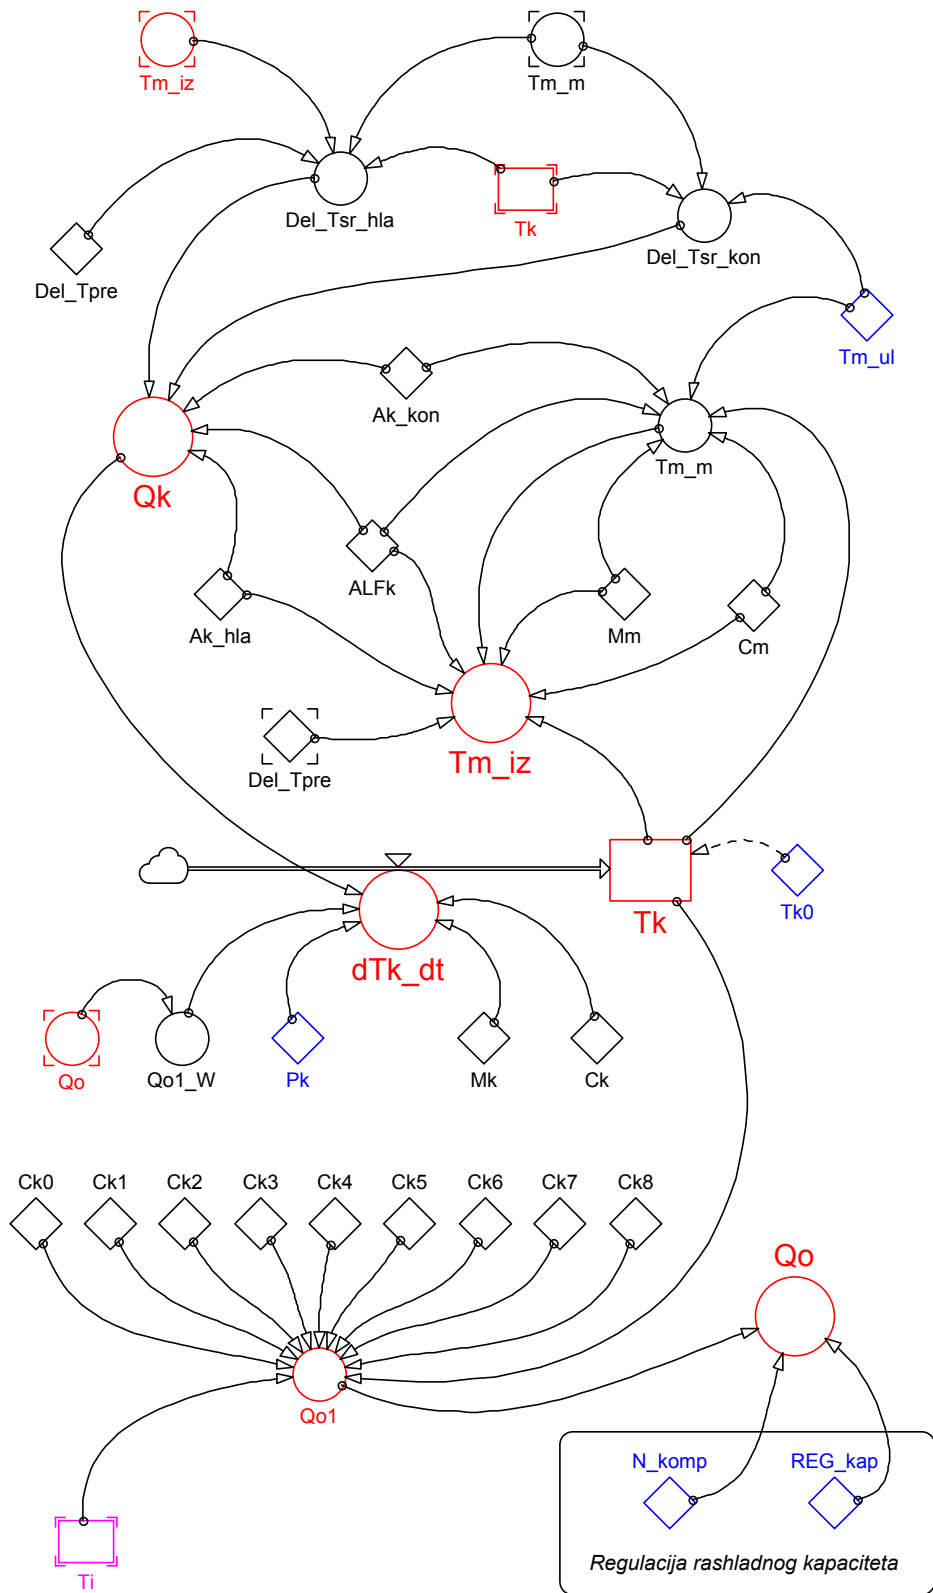 Tm_iz
Tm_m
Del_Tsr_hla
Tk
Del_Tsr_kon
Del_Tpre
Tm_ul
Ak_kon
Qk
Tm_m
ALFk
Ak_hla
Mm
Cm
Tm_iz
Del_Tpre
Tk
Tk0
dTk_dt
Qo
Qo1_W
Pk
Mk
Ck
Ck0
Ck1
Ck2
Ck3
Ck4
Ck5
Ck6
Ck7
Ck8
Qo
Qo1
N_komp
REG_kap
Regulacija rashladnog kapaciteta
Ti